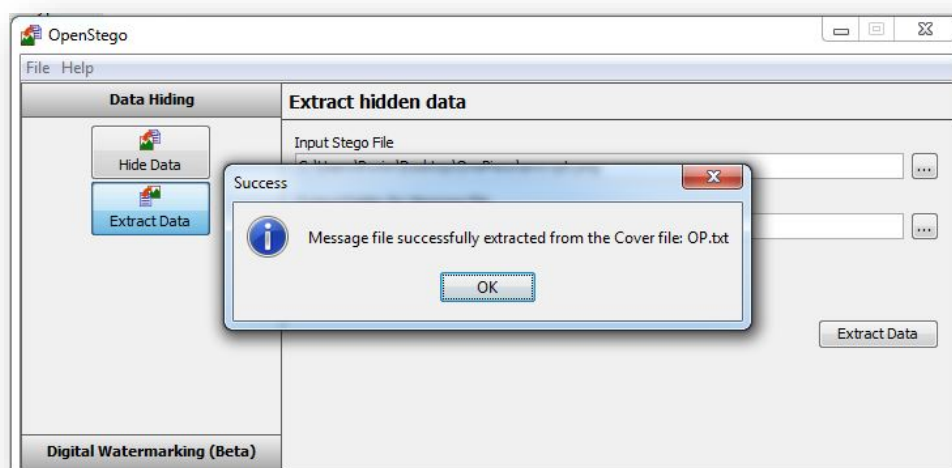 OpenStego
File Help
Data Hiding
Hide Data
Extract Data
Digital Watermarking (Beta)
Extract hidden data
Input Stego File
...
...
Extract Data
Success
Message file successfully extracted from the Cover file: OP.txt
OK